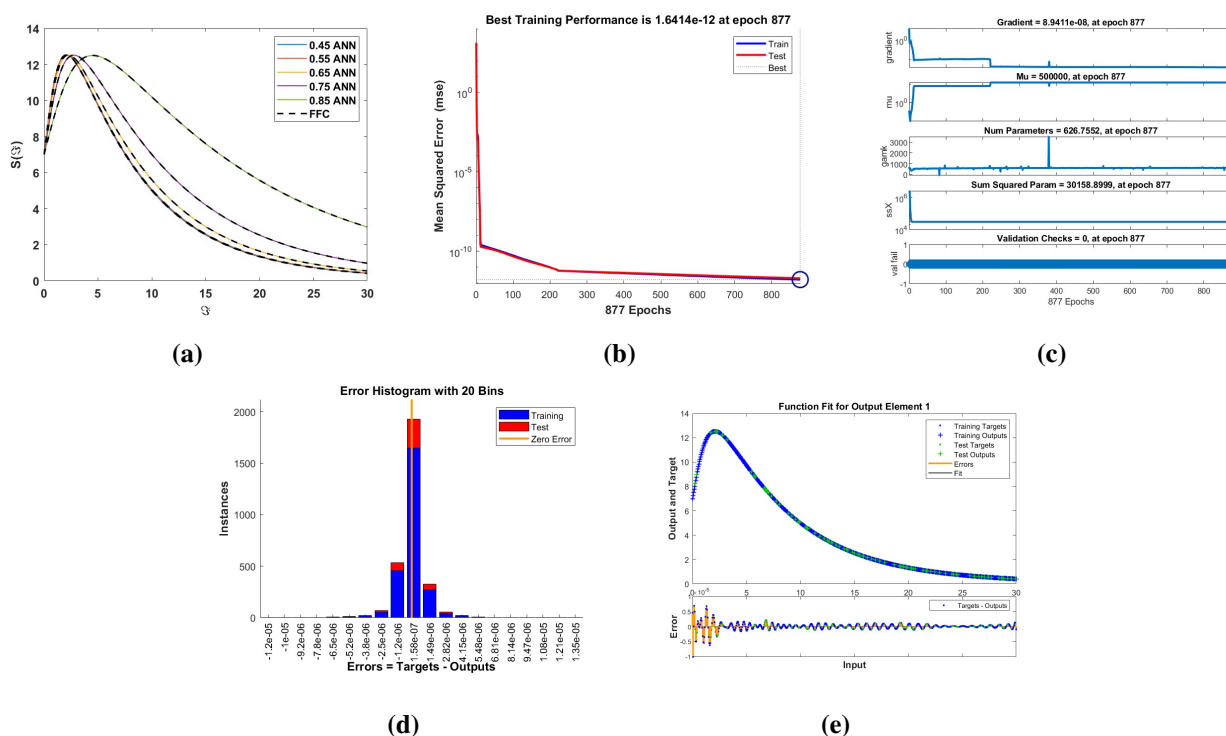 14
12
10
8
6
4
2
0
S(ℑ)
0 5 10 15 20 25 30
ℑ
0.45 ANN
0.55 ANN
0.65 ANN
0.75 ANN
0.85 ANN
FFC
(a)
Best Training Performance is 1.6414e-12 at epoch 877
Mean Squared Error (mse)
10^0
10^-5
10^-10
Train
Test
Best
0 100 200 300 400 500 600 700 800
877 Epochs
(b)
Gradient = 8.9411e-08, at epoch 877
gradient
10^0
Mu = 500000, at epoch 877
mu
10^0
Num Parameters = 626.7552, at epoch 877
gamk
3000
2000
1000
0
Sum Squared Param = 30158.8999, at epoch 877
ssX
10^6
10^4
Validation Checks = 0, at epoch 877
val fail
1
0
-1
0 100 200 300 400 500 600 700 800
877 Epochs
(c)
Error Histogram with 20 Bins
Instances
2000
1500
1000
500
0
Training
Test
Zero Error
-1.2e-05
-1e-05
-9.2e-06
-7.8e-06
-6.5e-06
-5.2e-06
-3.8e-06
-2.5e-06
-1.2e-06
1.58e-07
1.49e-06
2.82e-06
4.15e-06
5.48e-06
6.81e-06
8.14e-06
9.47e-06
1.08e-05
1.21e-05
1.35e-05
Errors = Targets - Outputs
(d)
Function Fit for Output Element 1
Output and Target
14
12
10
8
6
4
2
0
Training Targets
Training Outputs
Test Targets
Test Outputs
Errors
Fit
0 5 10 15 20 25 30
Error
1
0.5
0
-0.5
-1
Targets - Outputs
Input
(e)